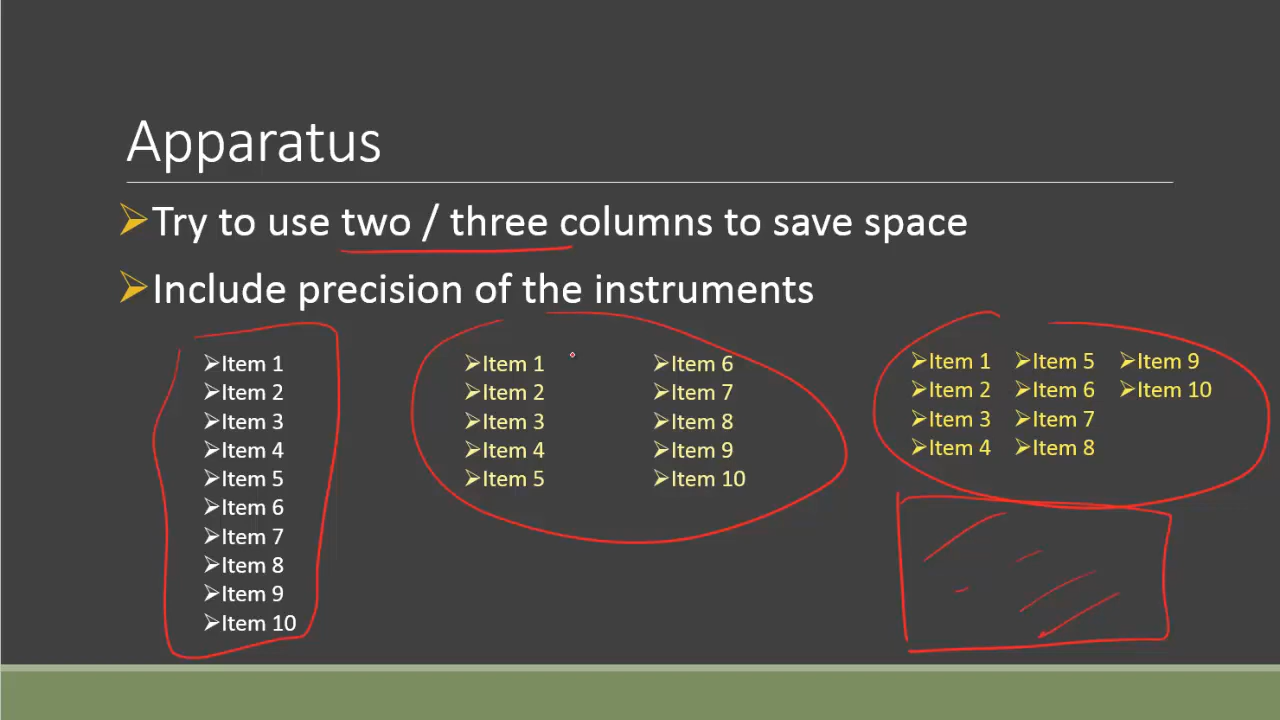 Apparatus
➢Try to use two / three columns to save space
➢Include precision of the instruments
➢Item 1
➢Item 2
➢Item 3
➢Item 4
➢Item 5
➢Item 6
➢Item 7
➢Item 8
➢Item 9
➢Item 10
➢Item 1
➢Item 2
➢Item 3
➢Item 4
➢Item 5
➢Item 6
➢Item 7
➢Item 8
➢Item 9
➢Item 10
➢Item 1
➢Item 2
➢Item 3
➢Item 4
➢Item 5
➢Item 6
➢Item 7
➢Item 8
➢Item 9
➢Item 10